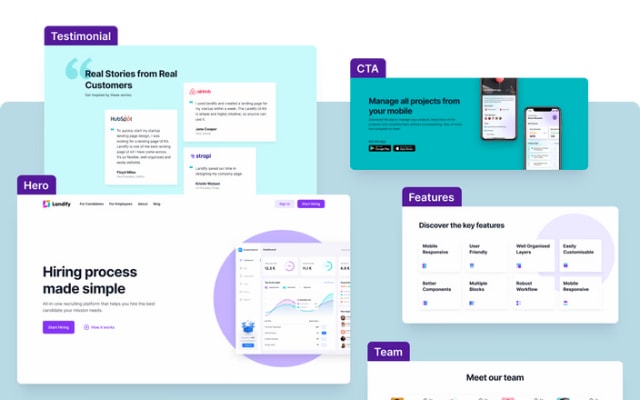 Testimonial
Real Stories from Real
Customers
Get inspired by these stories.
HubSpot
To quickly start my startup
landing page design, I was
looking for a landing page UI Kit.
Landify is one of the best landing
page UI kit I have come across.
It's so flexible, well organised and
easily editable.
Floyd Miles
airbnb
I used landify and created a landing page for
my startup within a week. The Landify UI Kit
is simple and highly intuitive, so anyone can
use it.
Jane Cooper
strapi
Landify saved our time in
designing my company page.
Kristin Watson
CTA
Manage all projects from
your mobile
Google Play
App Store
Hero
Landify
For Candidates
For Employees
About
Blog
Sign in
Start Hiring
Hiring process
made simple
All-in-one recruiting platform that helps you hire the best
candidate your mission needs.
Start Hiring
How it works
Features
Discover the key features
Mobile
Responsive
User
Friendly
Well Organised
Layers
Easily
Customisable
Better
Components
Multiple
Blocks
Robust
Workflow
Mobile
Responsive
Team
Meet our team